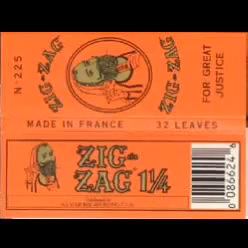 N-225
ZIG-ZAG
ZIG-ZAG
FOR GREAT
JUSTICE
MADE IN FRANCE 32 LEAVES
ZIG-
ZAG 1¼
0 086624 6